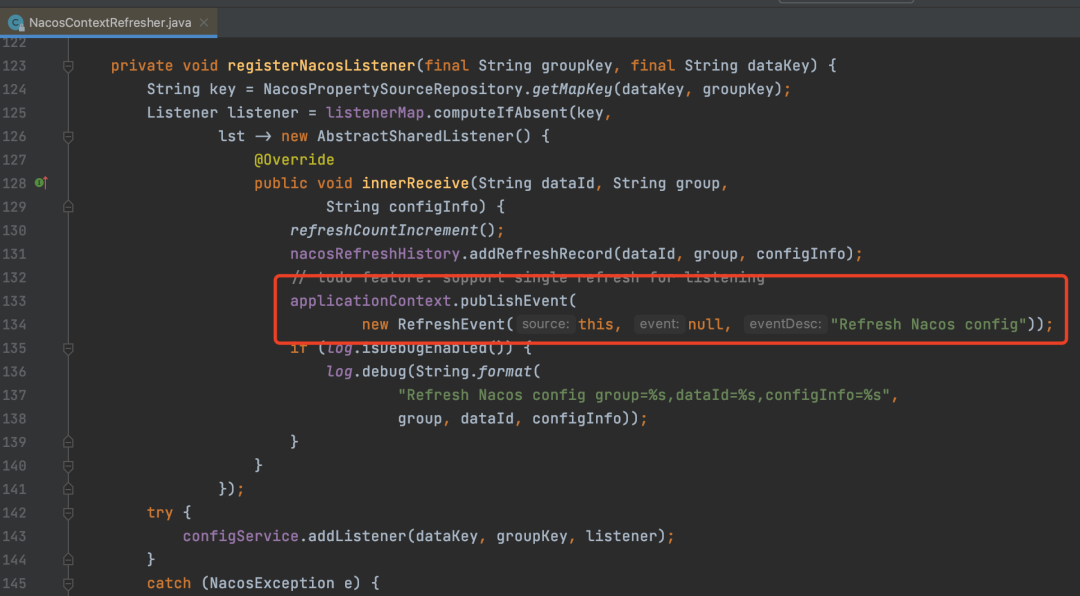 NacosContextRefresher.java
122
123 private void registerNacosListener(final String groupKey, final String dataKey) {
124 String key = NacosPropertySourceRepository.getMapKey(dataKey, groupKey);
125 Listener listener = listenerMap.computeIfAbsent(key,
126 lst -> new AbstractSharedListener() {
127 @Override
128 public void innerReceive(String dataId, String group,
129 String configInfo) {
130 refreshCountIncrement();
131 nacosRefreshHistory.addRefreshRecord(dataId, group, configInfo);
132 // todo feature: support single refresh for listening
133 applicationContext.publishEvent(
134 new RefreshEvent( source: this, event: null, eventDesc: "Refresh Nacos config"));
135 if (log.isDebugEnabled()) {
136 log.debug(String.format(
137 "Refresh Nacos config group=%s,dataId=%s,configInfo=%s",
138 group, dataId, configInfo));
139 }
140 }
141 });
142 try {
143 configService.addListener(dataKey, groupKey, listener);
144 }
145 catch (NacosException e) {